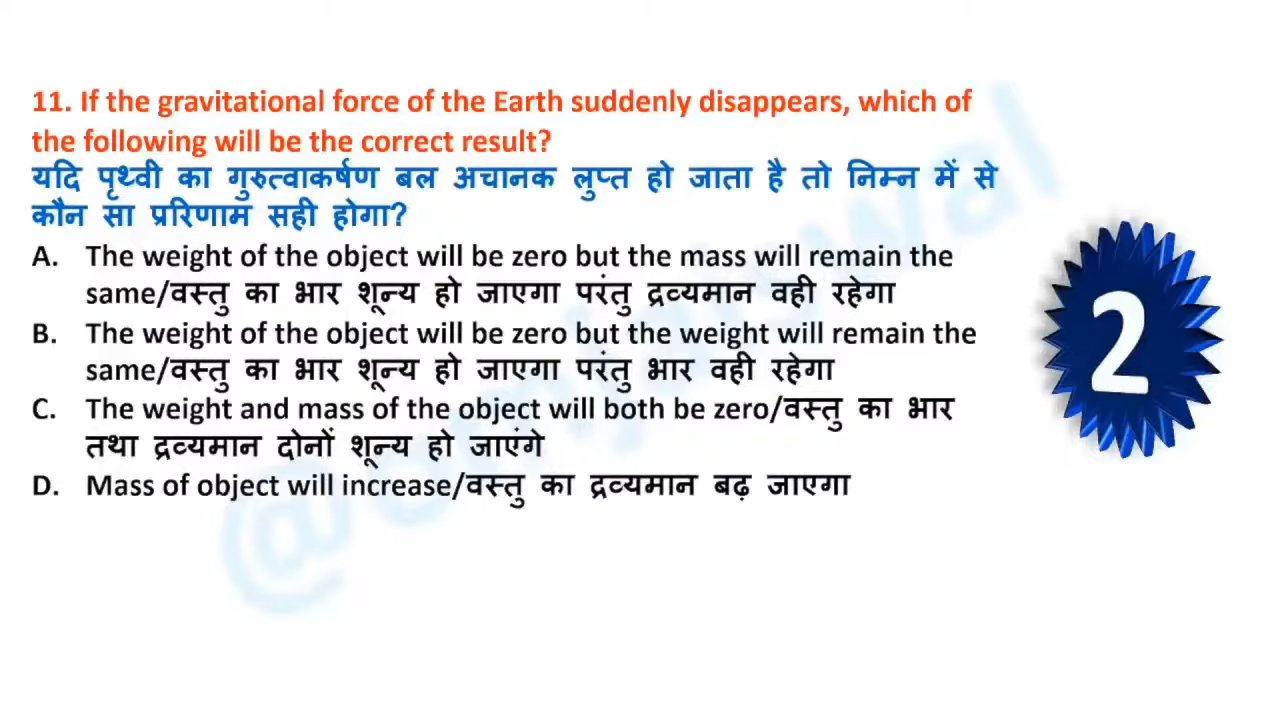 11. If the gravitational force of the Earth suddenly disappears, which of
the following will be the correct result?
यदि पृथ्वी का गुरुत्वाकर्षण बल अचानक लुप्त हो जाता है तो निम्न में से
कौन सा प्ररिणाम सही होगा?
A. The weight of the object will be zero but the mass will remain the
same/वस्तु का भार शून्य हो जाएगा परंतु द्रव्यमान वही रहेगा
B. The weight of the object will be zero but the weight will remain the
same/वस्तु का भार शून्य हो जाएगा परंतु भार वही रहेगा
C. The weight and mass of the object will both be zero/वस्तु का भार
तथा द्रव्यमान दोनों शून्य हो जाएंगे
D. Mass of object will increase/वस्तु का द्रव्यमान बढ़ जाएगा
2